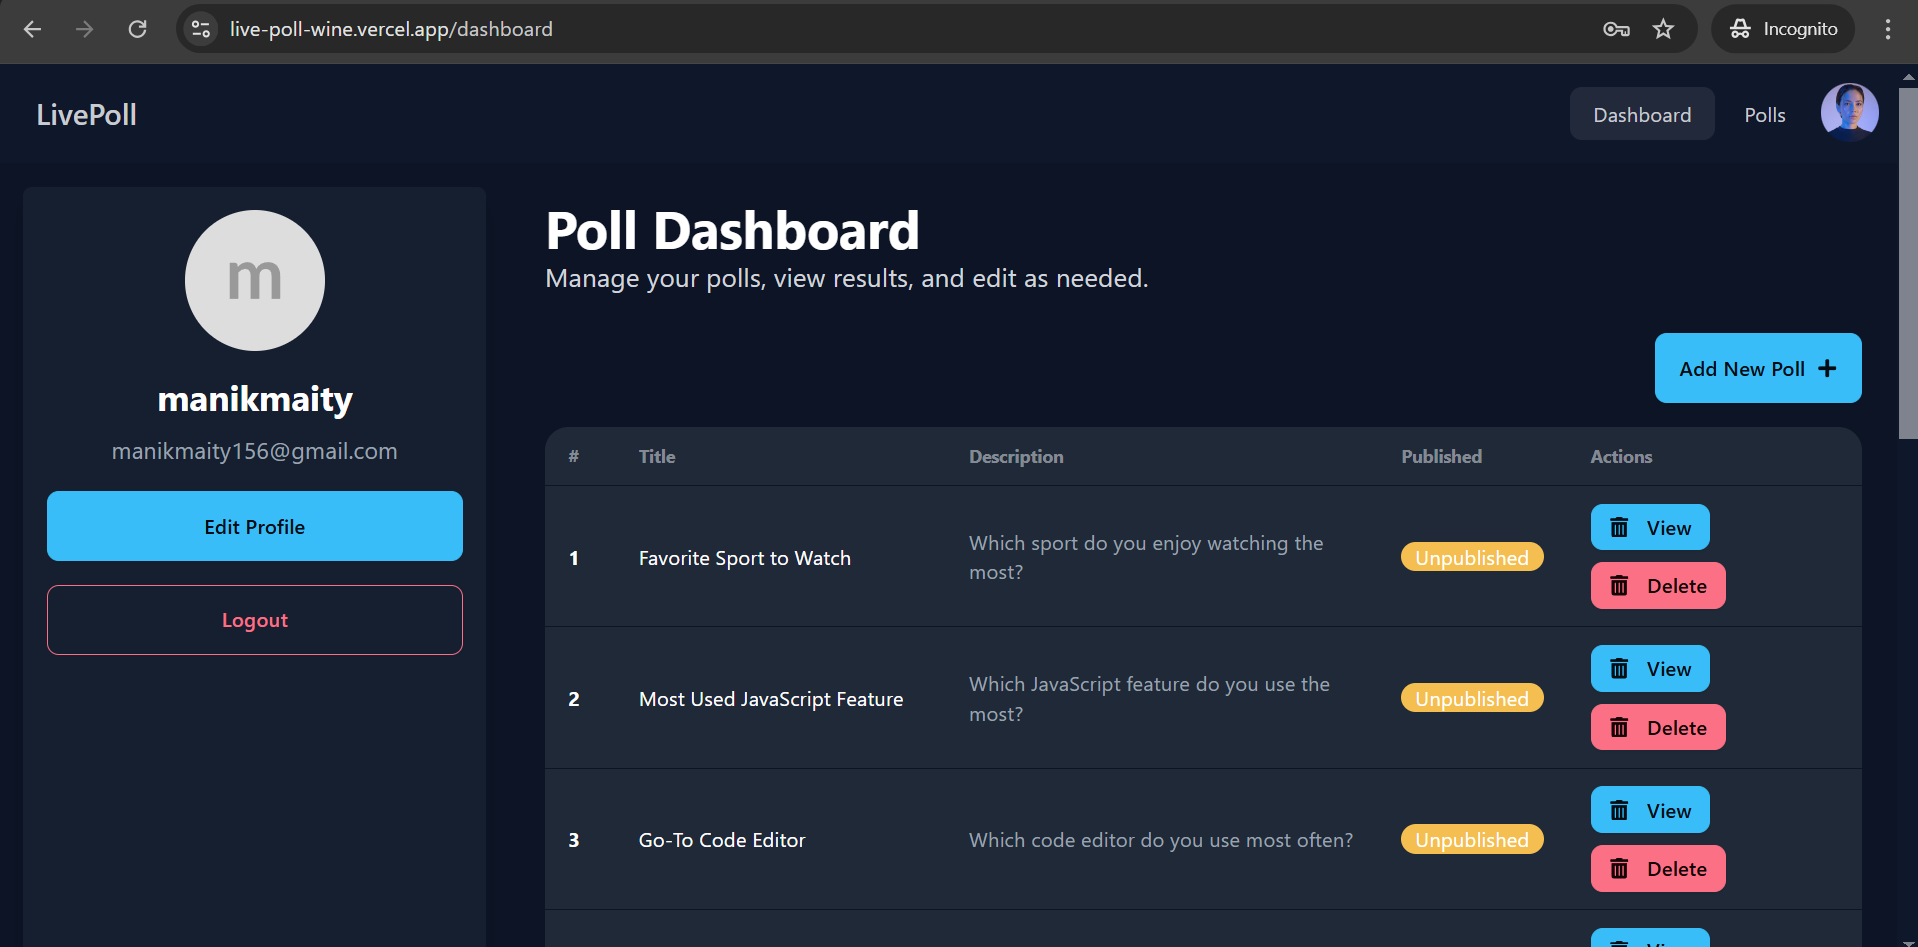 live-poll-wine.vercel.app/dashboard
Incognito
LivePoll
Dashboard
Polls
m
manikmaity
manikmaity156@gmail.com
Edit Profile
Logout
Poll Dashboard
Manage your polls, view results, and edit as needed.
Add New Poll +
# Title Description Published Actions
1 Favorite Sport to Watch
Which sport do you enjoy watching the
most?
Unpublished
View
Delete
2 Most Used JavaScript Feature
Which JavaScript feature do you use the
most?
Unpublished
View
Delete
3 Go-To Code Editor
Which code editor do you use most often?
Unpublished
View
Delete